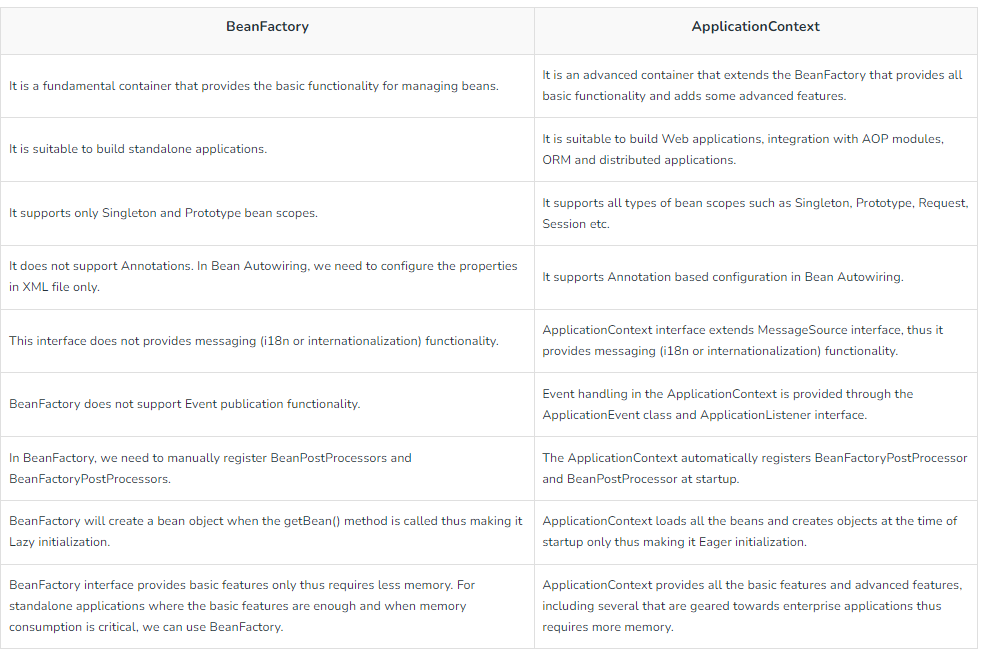 BeanFactory
ApplicationContext
It is a fundamental container that provides the basic functionality for managing beans.
It is an advanced container that extends the BeanFactory that provides all
basic functionality and adds some advanced features.
It is suitable to build standalone applications.
It is suitable to build Web applications, integration with AOP modules,
ORM and distributed applications.
It supports only Singleton and Prototype bean scopes.
It supports all types of bean scopes such as Singleton, Prototype, Request,
Session etc.
It does not support Annotations. In Bean Autowiring, we need to configure the properties
in XML file only.
It supports Annotation based configuration in Bean Autowiring.
This interface does not provides messaging (i18n or internationalization) functionality.
ApplicationContext interface extends MessageSource interface, thus it
provides messaging (i18n or internationalization) functionality.
BeanFactory does not support Event publication functionality.
Event handling in the ApplicationContext is provided through the
ApplicationEvent class and ApplicationListener interface.
In BeanFactory, we need to manually register BeanPostProcessors and
BeanFactoryPostProcessors.
The ApplicationContext automatically registers BeanFactoryPostProcessor
and BeanPostProcessor at startup.
BeanFactory will create a bean object when the getBean() method is called thus making it
Lazy initialization.
ApplicationContext loads all the beans and creates objects at the time of
startup only thus making it Eager initialization.
BeanFactory interface provides basic features only thus requires less memory. For
standalone applications where the basic features are enough and when memory
consumption is critical, we can use BeanFactory.
ApplicationContext provides all the basic features and advanced features,
including several that are geared towards enterprise applications thus
requires more memory.